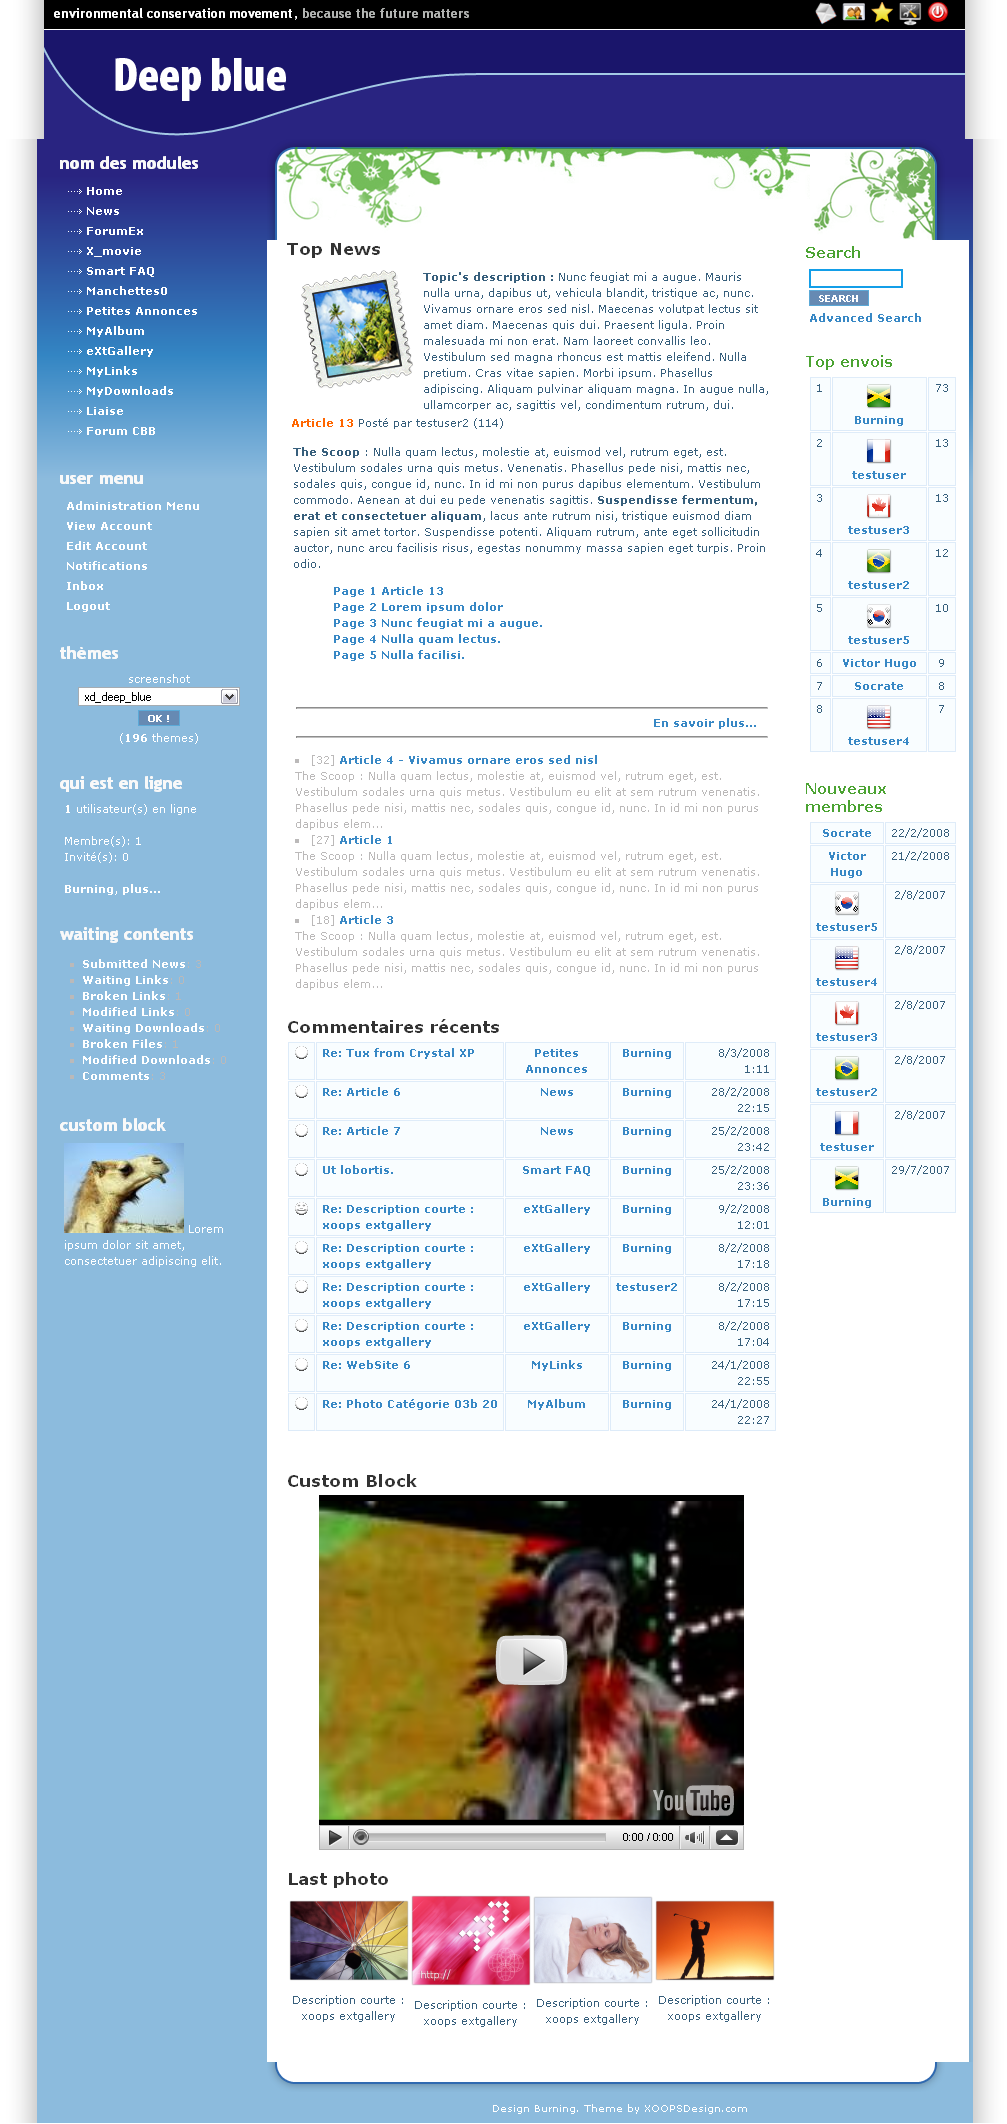 environmental conservation movement, because the future matters
Deep blue
nom des modules
Home
News
ForumEx
X_movie
Smart FAQ
Manchettes0
Petites Annonces
MyAlbum
eXtGallery
MyLinks
MyDownloads
Liaise
Forum CBB
user menu
Administration Menu
View Account
Edit Account
Notifications
Inbox
Logout
thèmes
screenshot
xd_deep_blue
OK !
(196 themes)
qui est en ligne
1 utilisateur(s) en ligne
Membre(s): 1
Invité(s): 0
Burning, plus...
waiting contents
Submitted News: 3
Waiting Links: 0
Broken Links: 1
Modified Links: 0
Waiting Downloads: 0
Broken Files: 1
Modified Downloads: 0
Comments:
custom block
Lorem
ipsum dolor sit amet,
consectetuer adipiscing elit.
Top News
Topic's description : Nunc feugiat mi a augue. Mauris
nulla urna, dapibus ut, vehicula blandit, tristique ac, nunc.
Vivamus ornare eros sed nisl. Maecenas volutpat lectus sit
amet diam. Maecenas quis dui. Praesent ligula. Proin
malesuada mi non erat. Nam laoreet convallis leo.
Vestibulum sed magna rhoncus est mattis eleifend. Nulla
pretium. Cras vitae sapien. Morbi ipsum. Phasellus
adipiscing. Aliquam pulvinar aliquam magna. In augue nulla,
ullamcorper ac, sagittis vel, condimentum rutrum, dui.
Article 13 Posté par testuser2 (114)
The Scoop : Nulla quam lectus, molestie at, euismod vel, rutrum eget, est.
Vestibulum sodales urna quis metus. Venenatis. Phasellus pede nisi, mattis nec,
sodales quis, congue id, nunc. In id mi non purus dapibus elementum. Vestibulum
commodo. Aenean at dui eu pede venenatis sagittis. Suspendisse fermentum,
erat et consectetuer aliquam, lacus ante rutrum nisi, tristique euismod diam
sapien sit amet tortor. Suspendisse potenti. Aliquam rutrum, ante eget sollicitudin
auctor, nunc arcu facilisis risus, egestas nonummy massa sapien eget turpis. Proin
odio.
Page 1 Article 13
Page 2 Lorem ipsum dolor
Page 3 Nunc feugiat mi a augue.
Page 4 Nulla quam lectus.
Page 5 Nulla facilisi.
En savoir plus...
[32] Article 4 - Vivamus ornare eros sed nisl
The Scoop : Nulla quam lectus, molestie at, euismod vel, rutrum eget, est.
Vestibulum sodales urna quis metus. Vestibulum eu elit at sem rutrum venenatis.
Phasellus pede nisi, mattis nec, sodales quis, congue id, nunc. In id mi non purus
dapibus elem...
[27] Article 1
The Scoop : Nulla quam lectus, molestie at, euismod vel, rutrum eget, est.
Vestibulum sodales urna quis metus. Vestibulum eu elit at sem rutrum venenatis.
Phasellus pede nisi, mattis nec, sodales quis, congue id, nunc. In id mi non purus
dapibus elem...
[18] Article 3
The Scoop : Nulla quam lectus, molestie at, euismod vel, rutrum eget, est.
Vestibulum sodales urna quis metus. Vestibulum eu elit at sem rutrum venenatis.
Phasellus pede nisi, mattis nec, sodales quis, congue id, nunc. In id mi non purus
dapibus elem...
Commentaires récents
Re: Tux from Crystal XP Petites Annonces Burning 8/3/2008 1:11
Re: Article 6 News Burning 28/2/2008 22:15
Re: Article 7 News Burning 25/2/2008 23:42
Ut lobortis. Smart FAQ Burning 25/2/2008 23:36
Re: Description courte : xoops extgallery eXtGallery Burning 9/2/2008 12:01
Re: Description courte : xoops extgallery eXtGallery Burning 8/2/2008 17:18
Re: Description courte : xoops extgallery eXtGallery testuser2 8/2/2008 17:15
Re: Description courte : xoops extgallery eXtGallery Burning 8/2/2008 17:04
Re: WebSite 6 MyLinks Burning 24/1/2008 22:55
Re: Photo Catégorie 03b 20 MyAlbum Burning 24/1/2008 22:27
Custom Block
YouTube
0:00 / 0:00
Last photo
http://
Description courte :
xoops extgallery
Description courte :
xoops extgallery
Description courte :
xoops extgallery
Description courte :
xoops extgallery
Search
SEARCH
Advanced Search
Top envois
1 Burning 73
2 testuser 13
3 testuser3 13
4 testuser2 12
5 testuser5 10
6 Victor Hugo 9
7 Socrate 8
8 testuser4 7
Nouveaux
membres
Socrate 22/2/2008
Victor Hugo 21/2/2008
testuser5 2/8/2007
testuser4 2/8/2007
testuser3 2/8/2007
testuser2 2/8/2007
testuser 2/8/2007
Burning 29/7/2007
Design Burning. Theme by XOOPSDesign.com